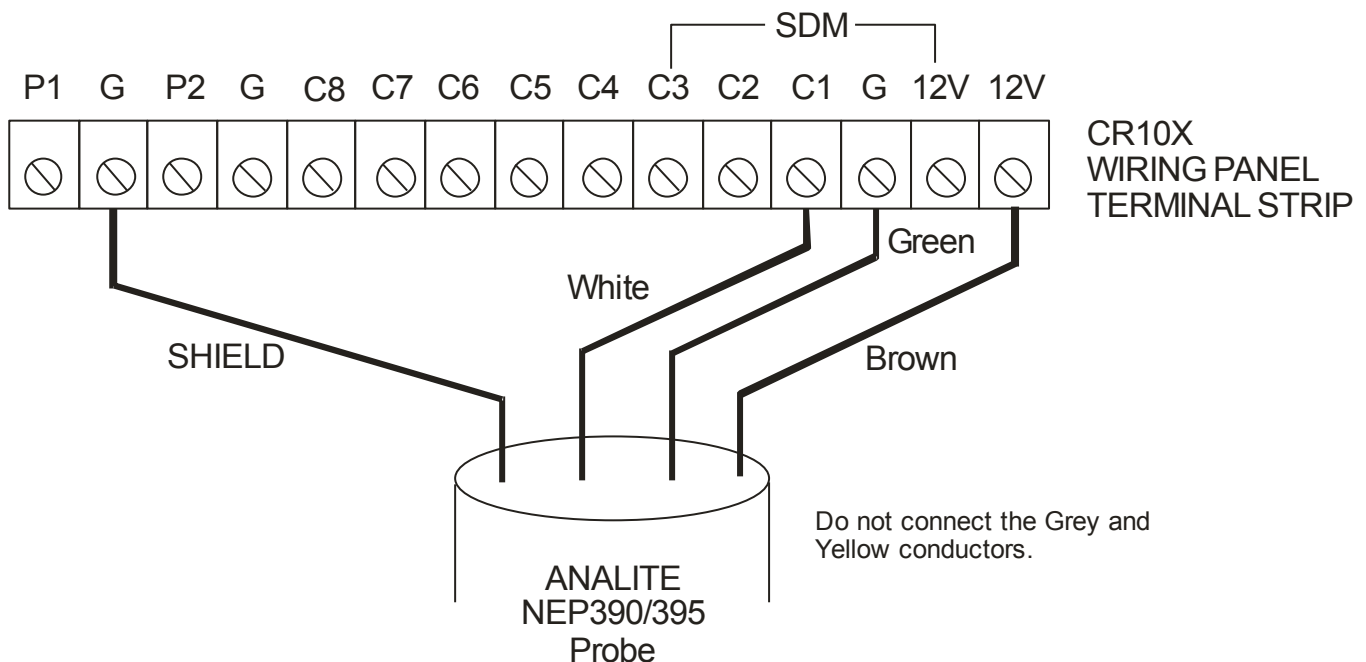 SDM
P1 G P2 G C8 C7 C6 C5 C4 C3 C2 C1 G 12V 12V
CR10X
WIRING PANEL
TERMINAL STRIP
Green
White
SHIELD
Brown
Do not connect the Grey and
Yellow conductors.
ANALITE
NEP390/395
Probe